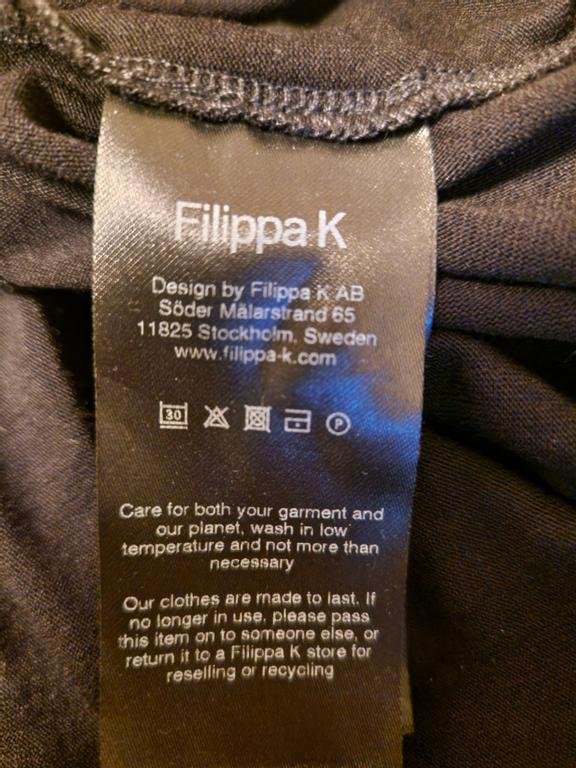 Filippa K
Design by Filippa K AB
Söder Mälarstrand 65
11825 Stockholm, Sweden
www.filippa-k.com
30
P
Care for both your garment and
our planet, wash in low
temperature and not more than
necessary
Our clothes are made to last. If
no longer in use, please pass
this item on to someone else, or
return it to a Filippa K store for
reselling or recycling